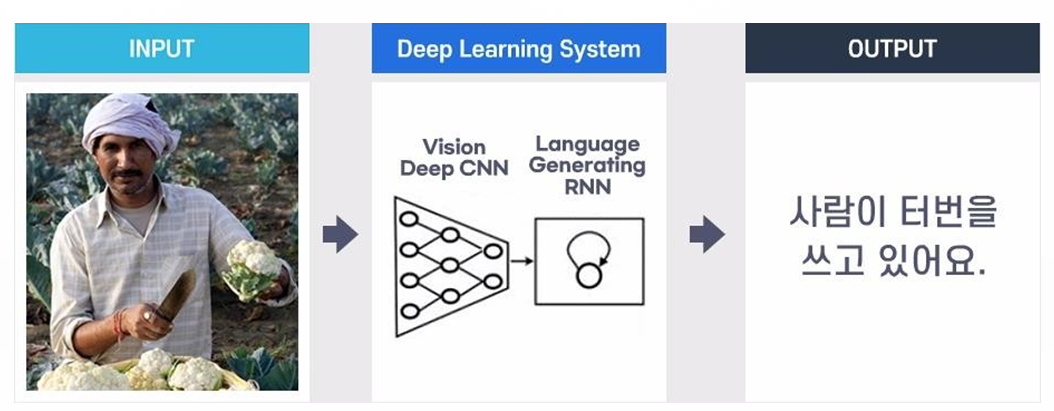 INPUT
Deep Learning System
OUTPUT
Vision
Deep CNN
Language
Generating
RNN
사람이 터번을
쓰고 있어요.